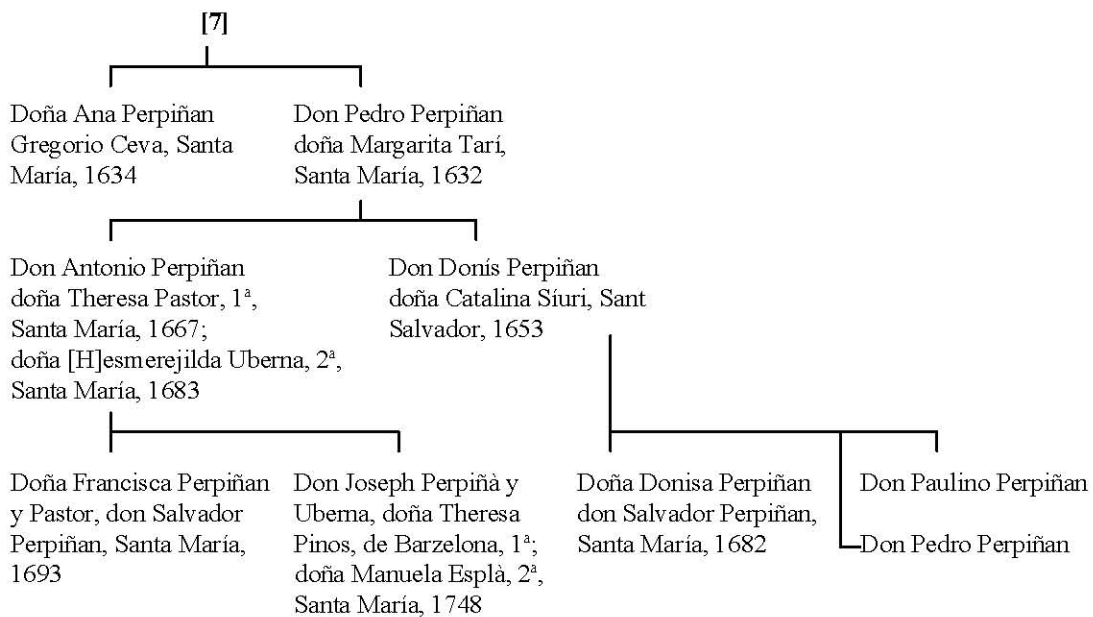 [7]
Doña Ana Perpiñan
Gregorio Ceva, Santa
María, 1634
Don Pedro Perpiñan
doña Margarita Tarí,
Santa María, 1632
Don Antonio Perpiñan
doña Theresa Pastor, 1ª,
Santa María, 1667;
doña [H]esmerejilda Uberna, 2ª,
Santa María, 1683
Don Donís Perpiñan
doña Catalina Síuri, Sant
Salvador, 1653
Doña Francisca Perpiñan
y Pastor, don Salvador
Perpiñan, Santa María,
1693
Don Joseph Perpiñà y
Uberna, doña Theresa
Pinos, de Barzelona, 1ª;
doña Manuela Esplà, 2ª,
Santa María, 1748
Doña Donisa Perpiñan
don Salvador Perpiñan,
Santa María, 1682
Don Paulino Perpiñan
Don Pedro Perpiñan